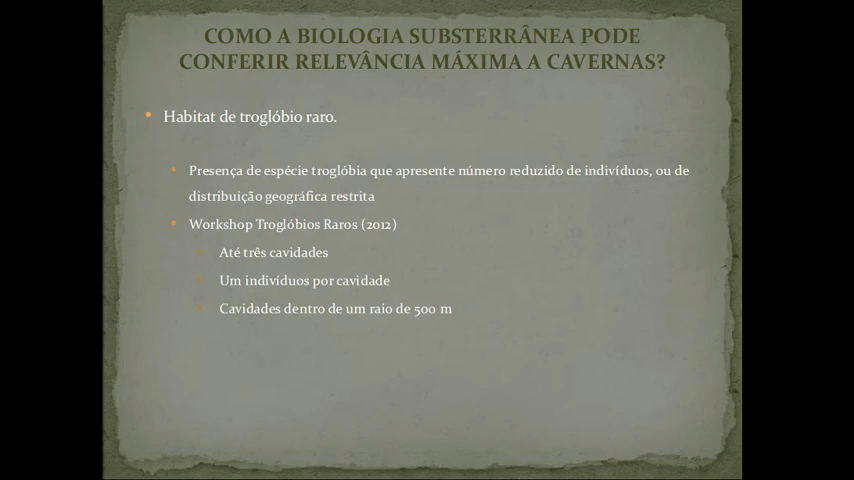 COMO A BIOLOGIA SUBSTERRÂNEA PODE
CONFERIR RELEVÂNCIA MÁXIMA A CAVERNAS?
• Habitat de troglóbio raro.
• Presença de espécie troglóbia que apresente número reduzido de indivíduos, ou de
distribuição geográfica restrita
• Workshop Troglóbios Raros (2012)
Até três cavidades
Um indivíduos por cavidade
Cavidades dentro de um raio de 500 m